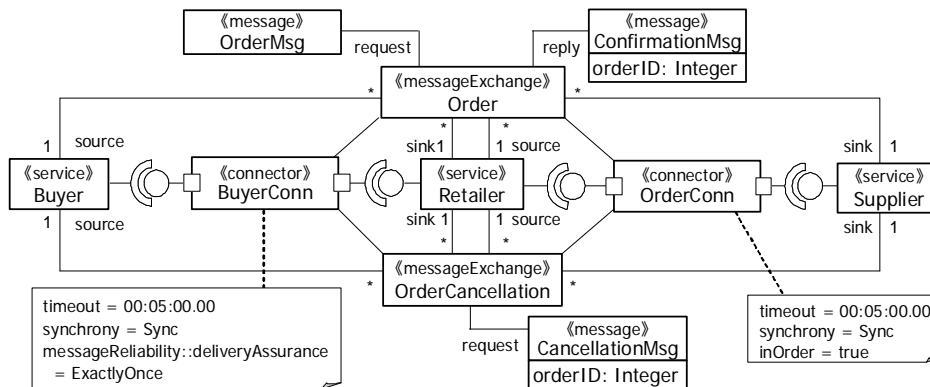 «message»
OrderMsg
request
reply
«message»
ConfirmationMsg
orderID: Integer
«messageExchange»
Order
*
*
*
*
1
source
sink1
1 source
sink
1
«service»
Buyer
«connector»
BuyerConn
«service»
Retailer
«connector»
OrderConn
«service»
Supplier
1
source
sink 1
1 source
sink
1
*
*
*
*
«messageExchange»
OrderCancellation
timeout = 00:05:00.00
synchrony = Sync
messageReliability::deliveryAssurance
= ExactlyOnce
request
«message»
CancellationMsg
orderID: Integer
timeout = 00:05:00.00
synchrony = Sync
inOrder = true